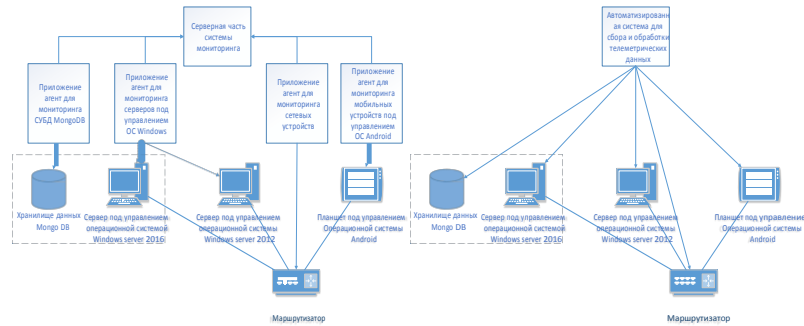 Серверная часть
системы
мониторинга
Приложение
агент для
мониторинга
СУБД MongoDB
Приложение
агент для
мониторинга
серверов под
управлением
ОС Windows
Приложение
агент для
мониторинга
сетевых
устройств
Приложение
агент для
мониторинга
мобильных
устройств под
управлением
ОС Android
Хранилище данных
Mongo DB
Сервер под управлением
операционной системой
Windows server 2016
Сервер под управлением
операционной системы
Windows server 2012
Планшет под управлением
Операционной системы
Android
Маршрутизатор
Автоматизированн
ая система для
сбора и обработки
телеметрических
данных
Хранилище данных
Mongo DB
Сервер под управлением
операционной системой
Windows server 2016
Сервер под управлением
операционной системы
Windows server 2012
Планшет под управление
Операционной системы
Android
Маршрутизатор